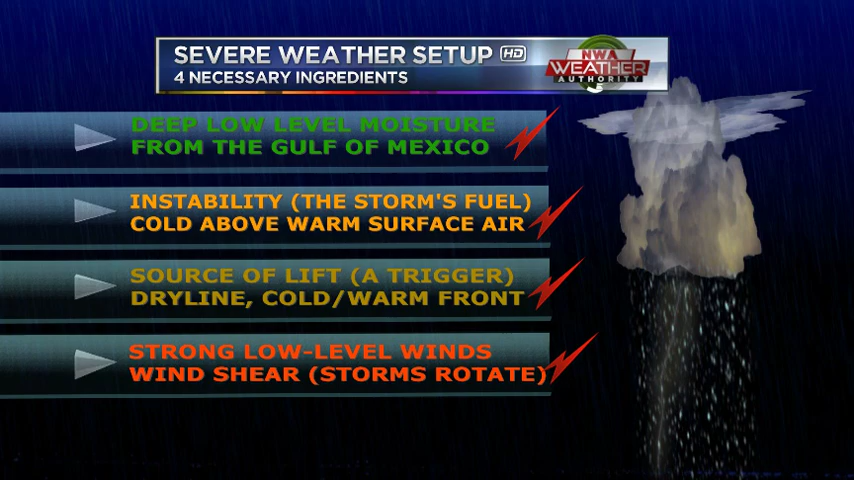 SEVERE WEATHER SETUP HD
4 NECESSARY INGREDIENTS
NWA
WEATHER
AUTHORITY
5
DEEP LOW LEVEL MOISTURE
FROM THE GULF OF MEXICO
INSTABILITY (THE STORM'S FUEL)
COLD ABOVE WARM SURFACE AIR
SOURCE OF LIFT (A TRIGGER)
DRYLINE, COLD/WARM FRONT
STRONG LOW-LEVEL WINDS
WIND SHEAR (STORMS ROTATE)